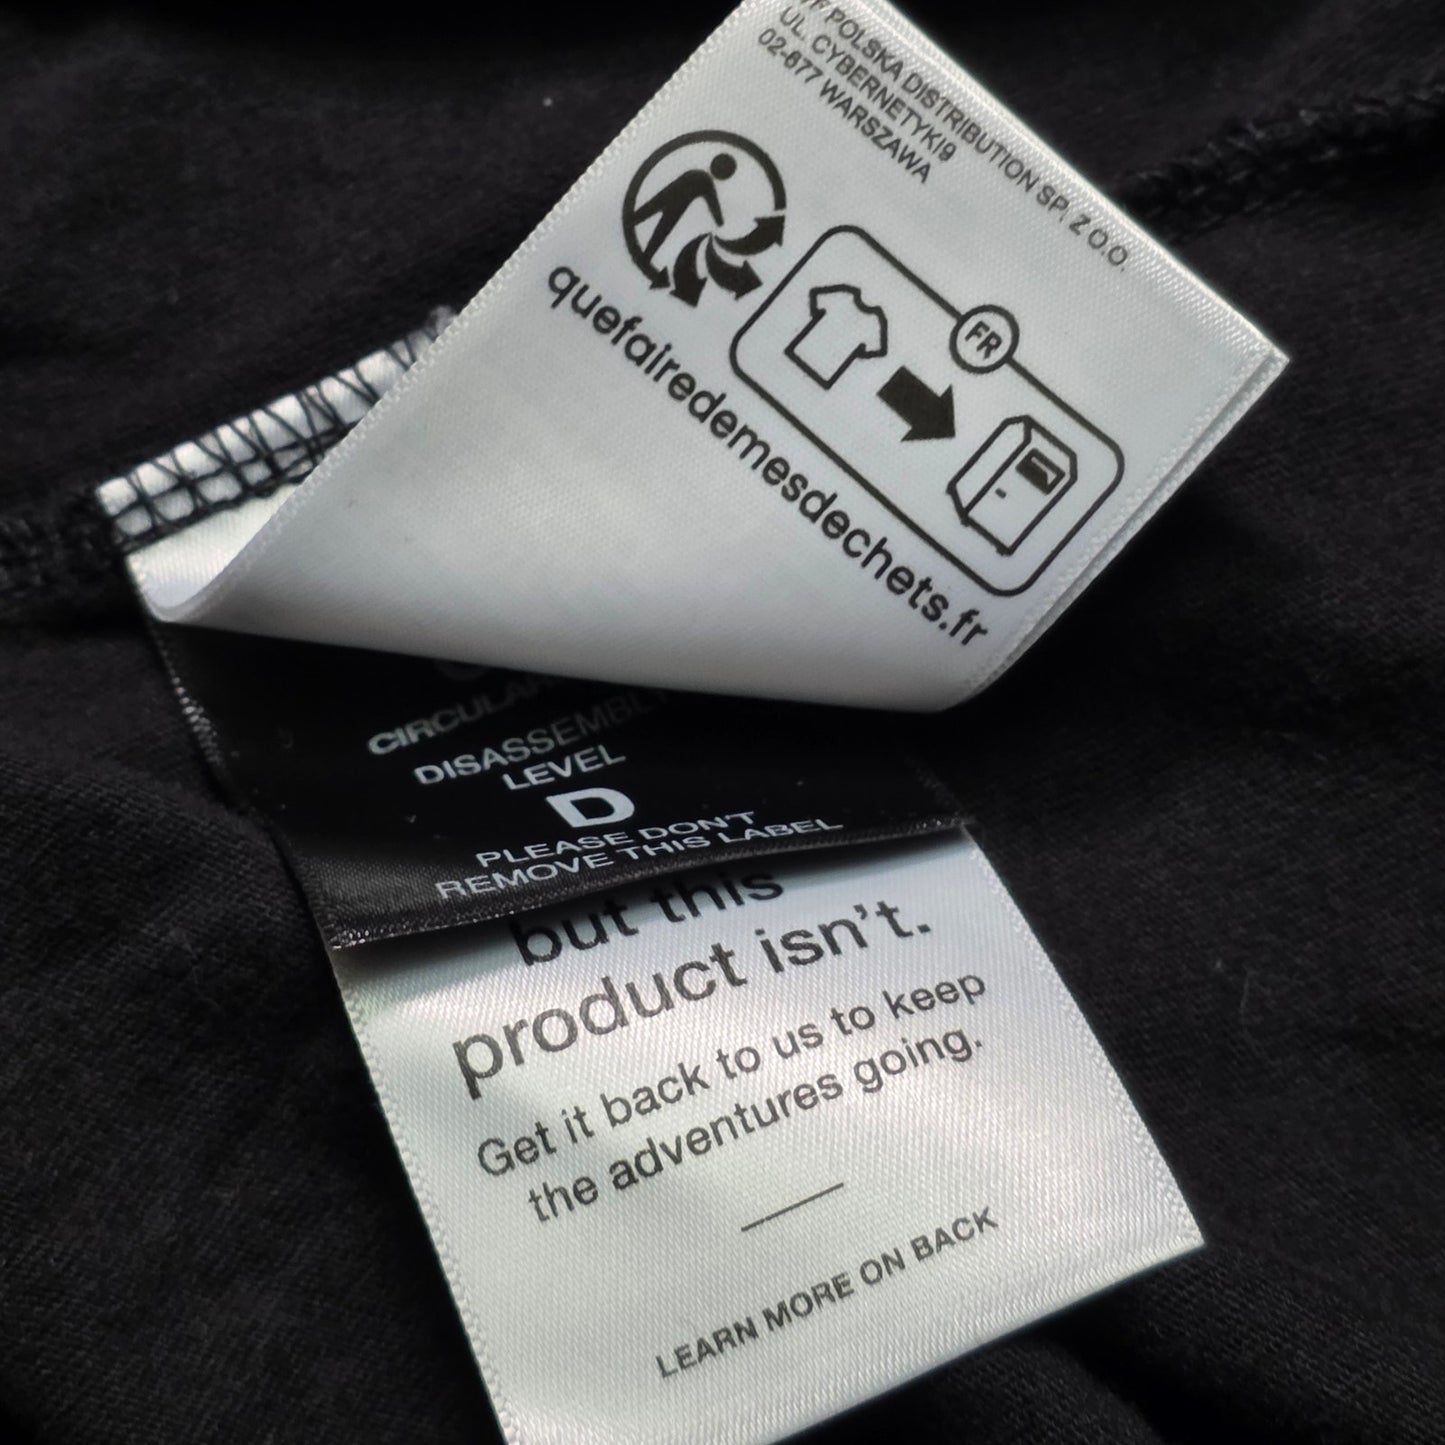 POLSKA DISTRIBUTION SP. Z O.O.
UL. CYBERNETYKI9
02-677 WARSZAWA
FR
quefairedemesdechets.fr
DISASSEMBLY
LEVEL
D
PLEASE DON'T
REMOVE THIS LABEL
but this
product isn't.
Get it back to us to keep
the adventures going.
LEARN MORE ON BACK